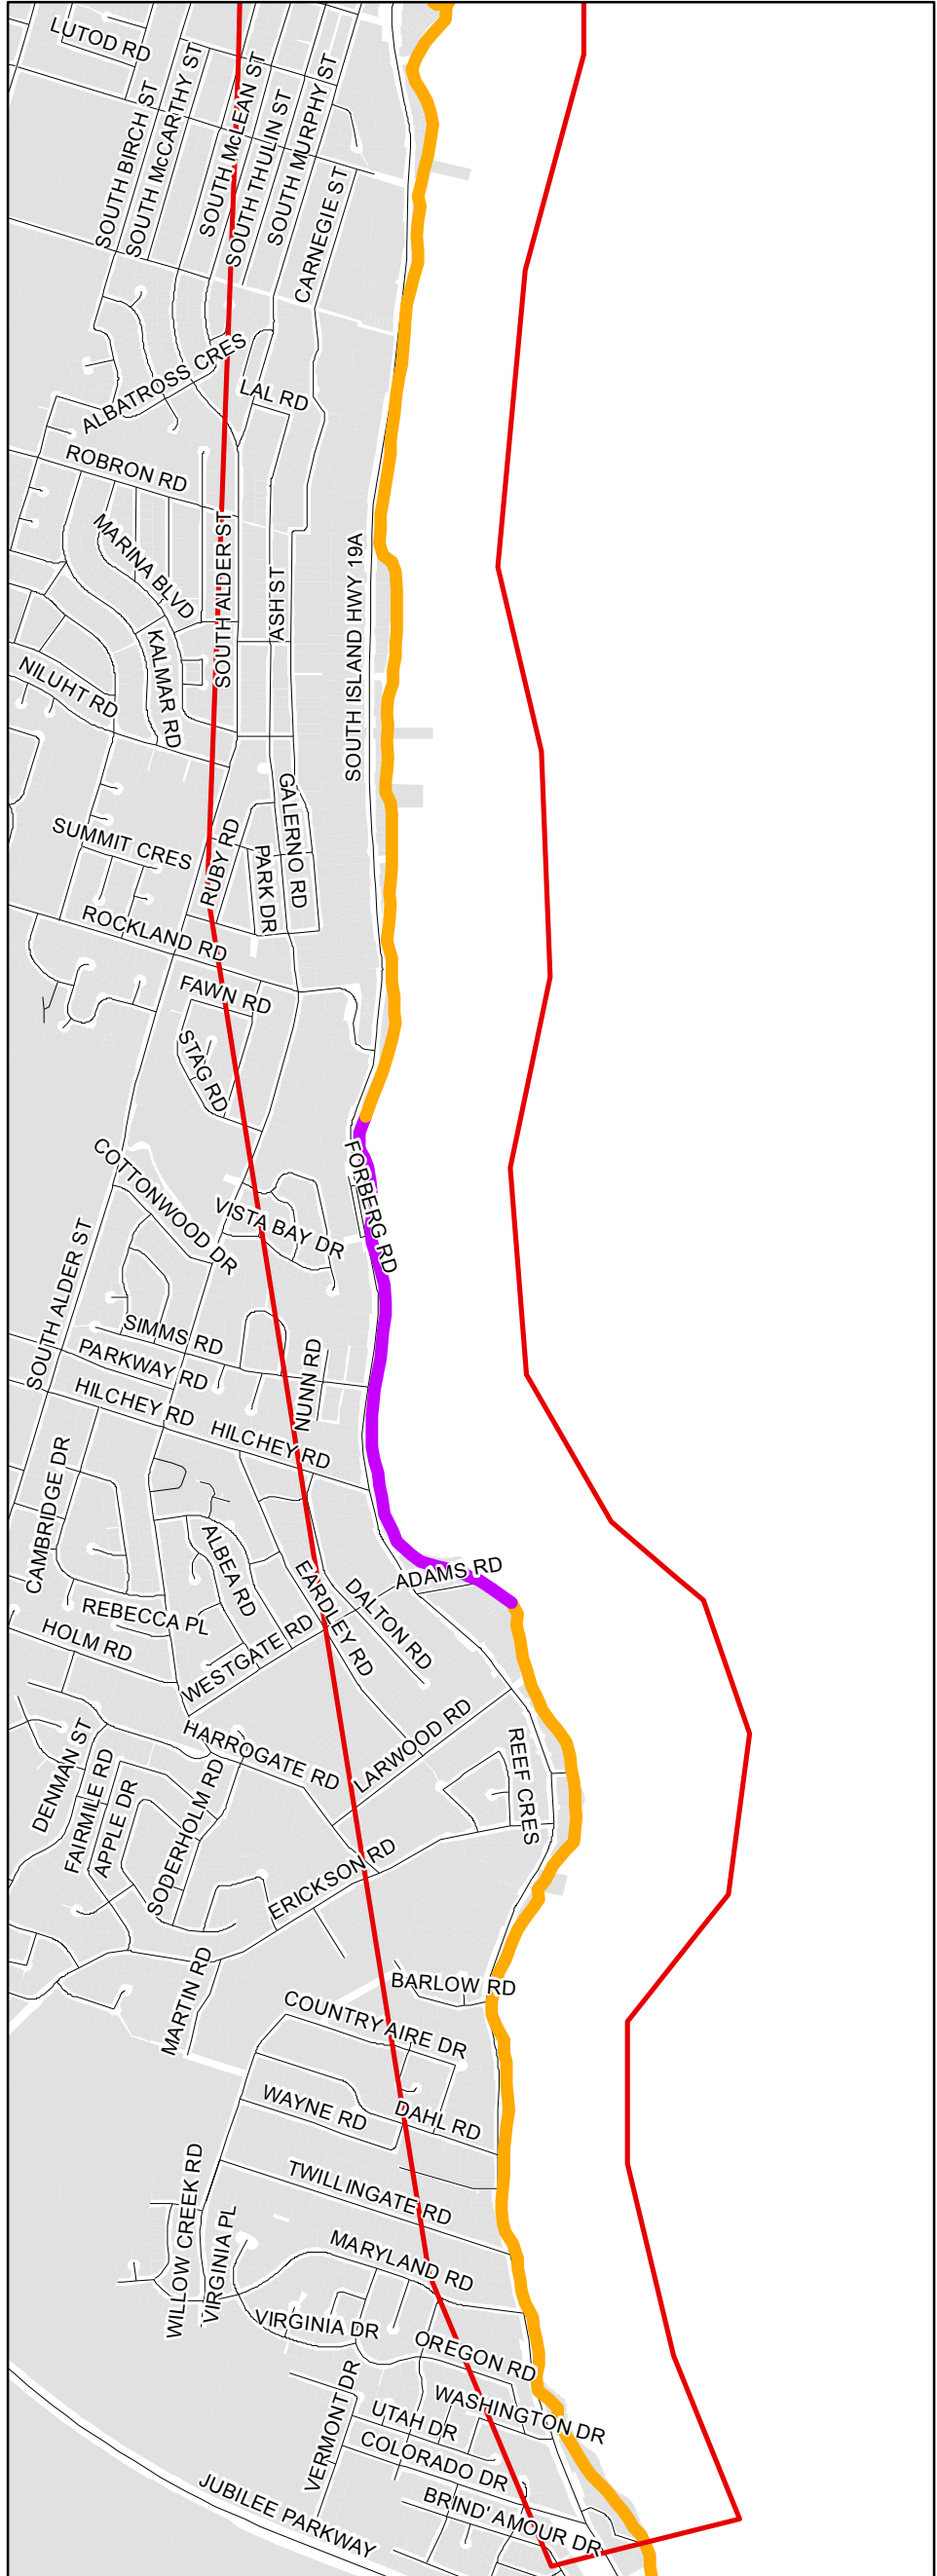 LUTOD RD
SOUTH BIRCH ST
SOUTH McCARTHY ST
SOUTH McLEAN ST
SOUTH THULIN ST
SOUTH MURPHY ST
CARNEGIE ST
ALBATROSS CRES
LAL RD
ROBRON RD
MARINA BLVD
SOUTH ALDER ST
ASH ST
SOUTH ISLAND HWY 19A
KALMAR RD
NILUHT RD
GALERNO RD
SUMMIT CRES
RUBY RD
PARK DR
ROCKLAND RD
FAWN RD
STAG RD
FORBERG RD
COTTONWOOD DR
VISTA BAY DR
SOUTH ALDER ST
SIMMS RD
PARKWAY RD
NUNN RD
HILCHEY RD
HILCHEY RD
CAMBRIDGE DR
ALBEA RD
EARDLEY RD
DALTON RD
ADAMS RD
REBECCA PL
HOLM RD
WESTGATE RD
HARROGATE RD
LARWOOD RD
REEF CRES
DENMAN ST
FAIRMILE RD
APPLE DR
SODERHOLM RD
ERICKSON RD
MARTIN RD
BARLOW RD
COUNTRY AIRE DR
WAYNE RD
DAHL RD
TWILLINGATE RD
WILLOW CREEK RD
VIRGINIA PL
MARYLAND RD
VIRGINIA DR
OREGON RD
VERMONT DR
WASHINGTON DR
UTAH DR
COLORADO DR
BRIND' AMOUR DR
JUBILEE PARKWAY